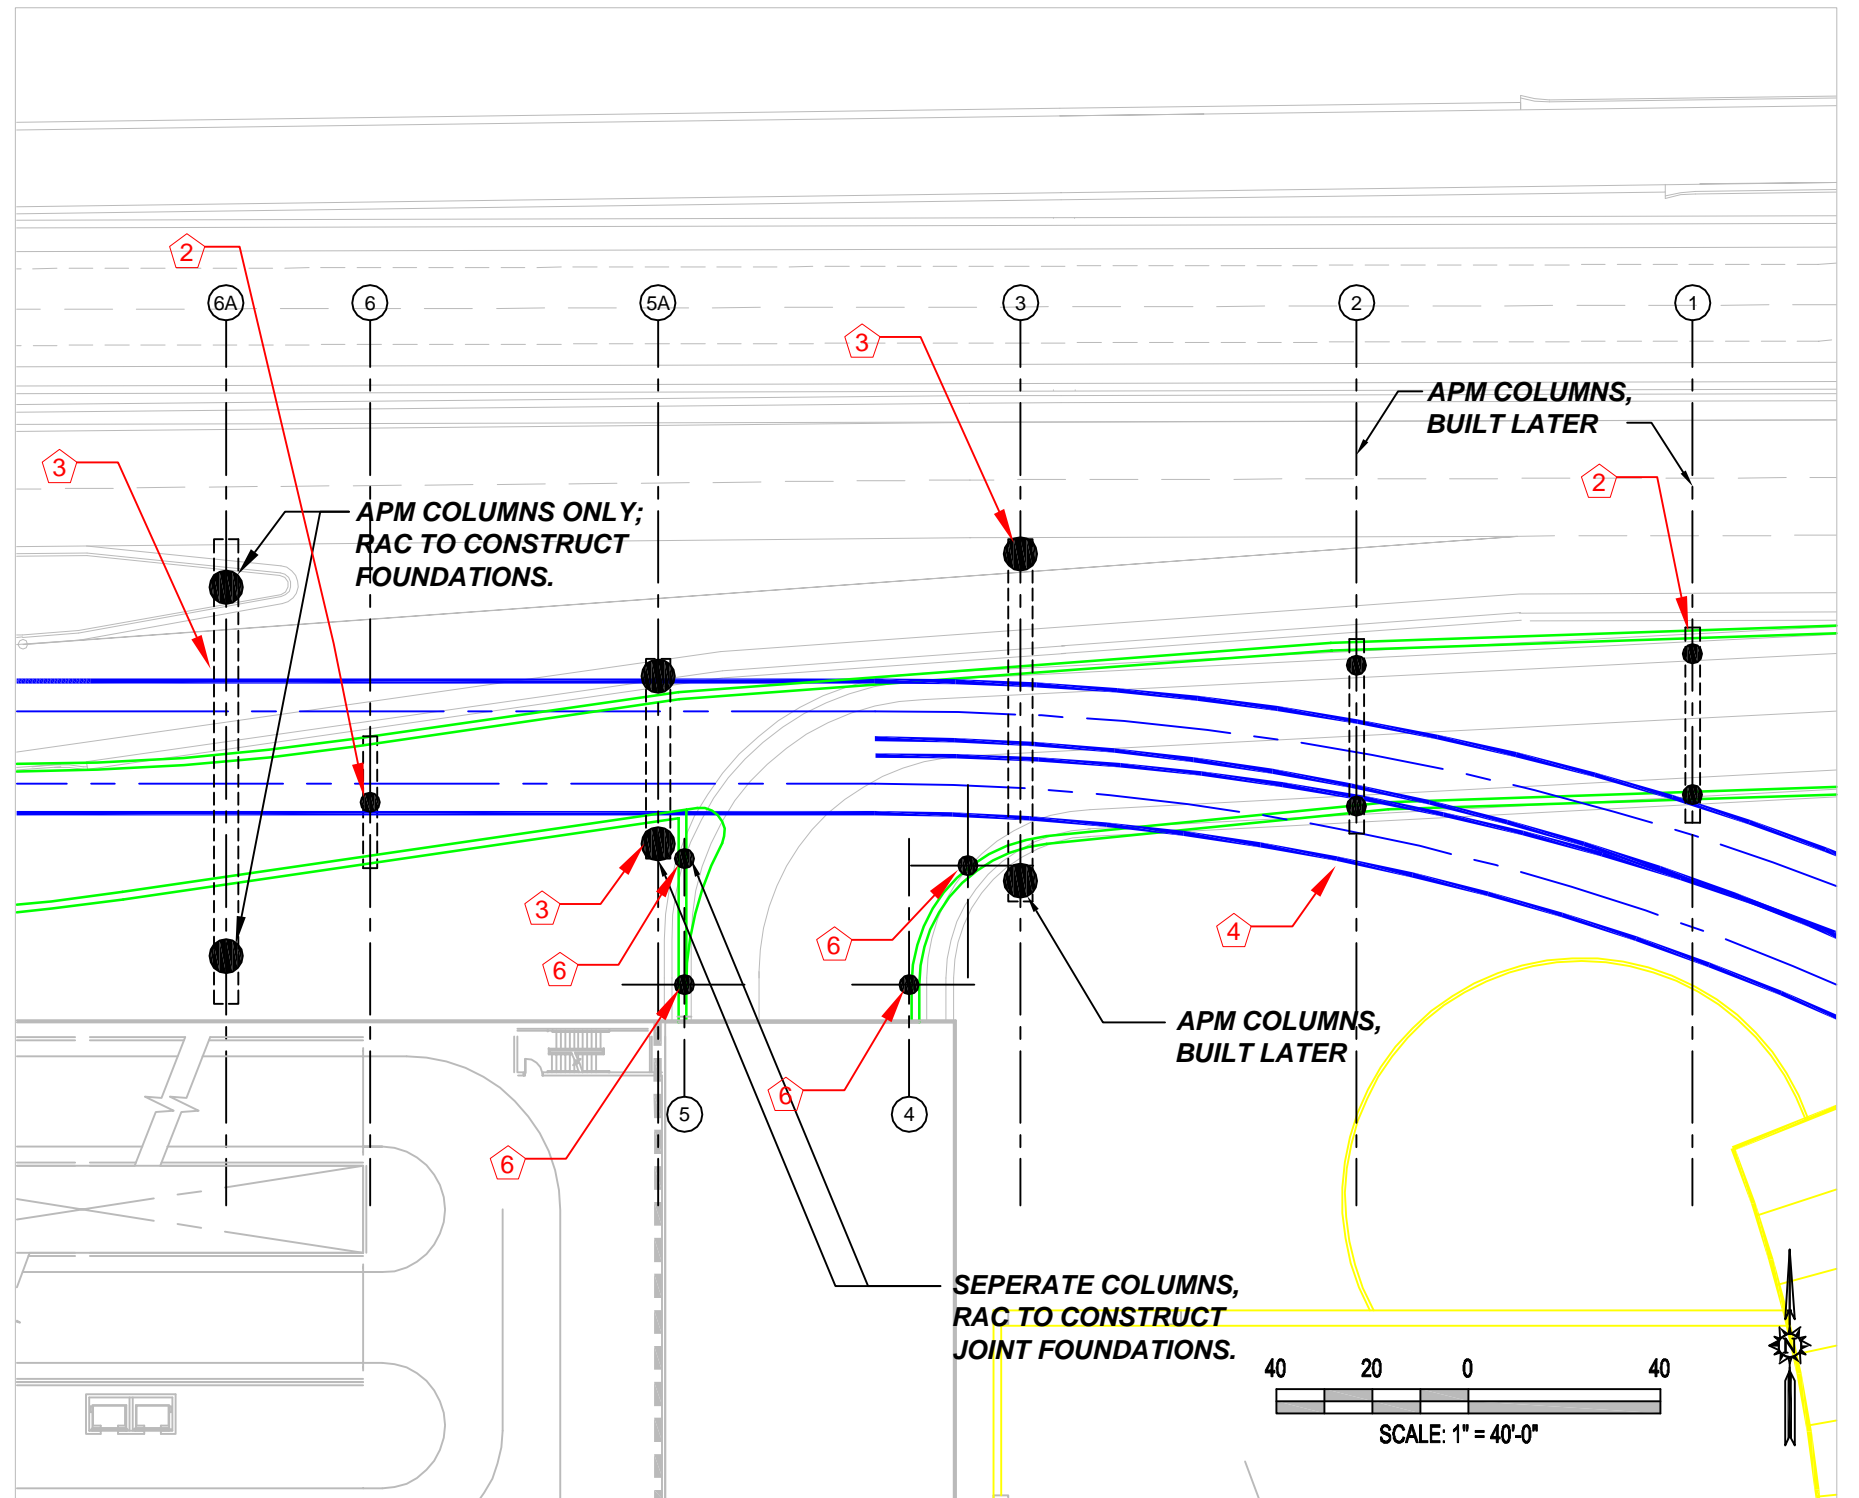 2
6A
6
5A
3
2
1
3
APM COLUMNS,
BUILT LATER
3
2
APM COLUMNS ONLY;
RAC TO CONSTRUCT
FOUNDATIONS.
3
6
6
6
4
APM COLUMNS,
BUILT LATER
6
5
4
6
SEPERATE COLUMNS,
RAC TO CONSTRUCT
JOINT FOUNDATIONS.
40 20 0 40
SCALE: 1" = 40'-0"
N